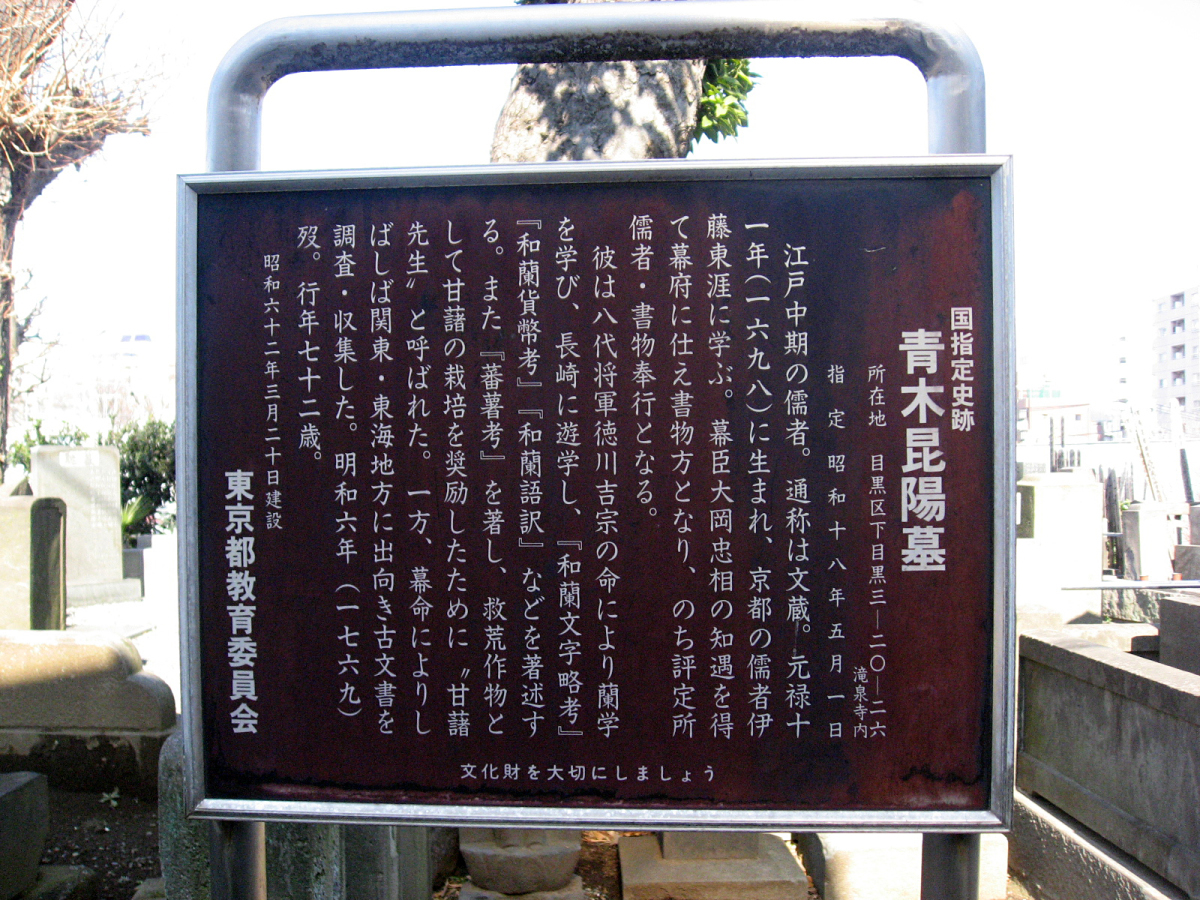 国指定史跡
青木昆陽墓
所在地　目黒区下目黒三—二〇—二六
滝泉寺内
指　定　昭和十八年五月一日
江戸中期の儒者。通称は文蔵。元禄十
一年(一六九八)に生まれ、京都の儒者伊
藤東涯に学ぶ。幕臣大岡忠相の知遇を得
て幕府に仕え書物方となり、のち評定所
儒者・書物奉行となる。
彼は八代将軍徳川吉宗の命により蘭学
を学び、長崎に遊学し、『和蘭文字略考』
『和蘭貨幣考』『和蘭語訳』などを著述す
る。また『蕃薯考』を著し、救荒作物と
して甘藷の栽培を奨励したために〝甘藷
先生〟と呼ばれた。一方、幕命によりし
ばしば関東・東海地方に出向き古文書を
調査・収集した。明和六年（一七六九）
歿。行年七十二歳。
昭和六十二年三月二十日建設
東京都教育委員会
文化財を大切にしましょう